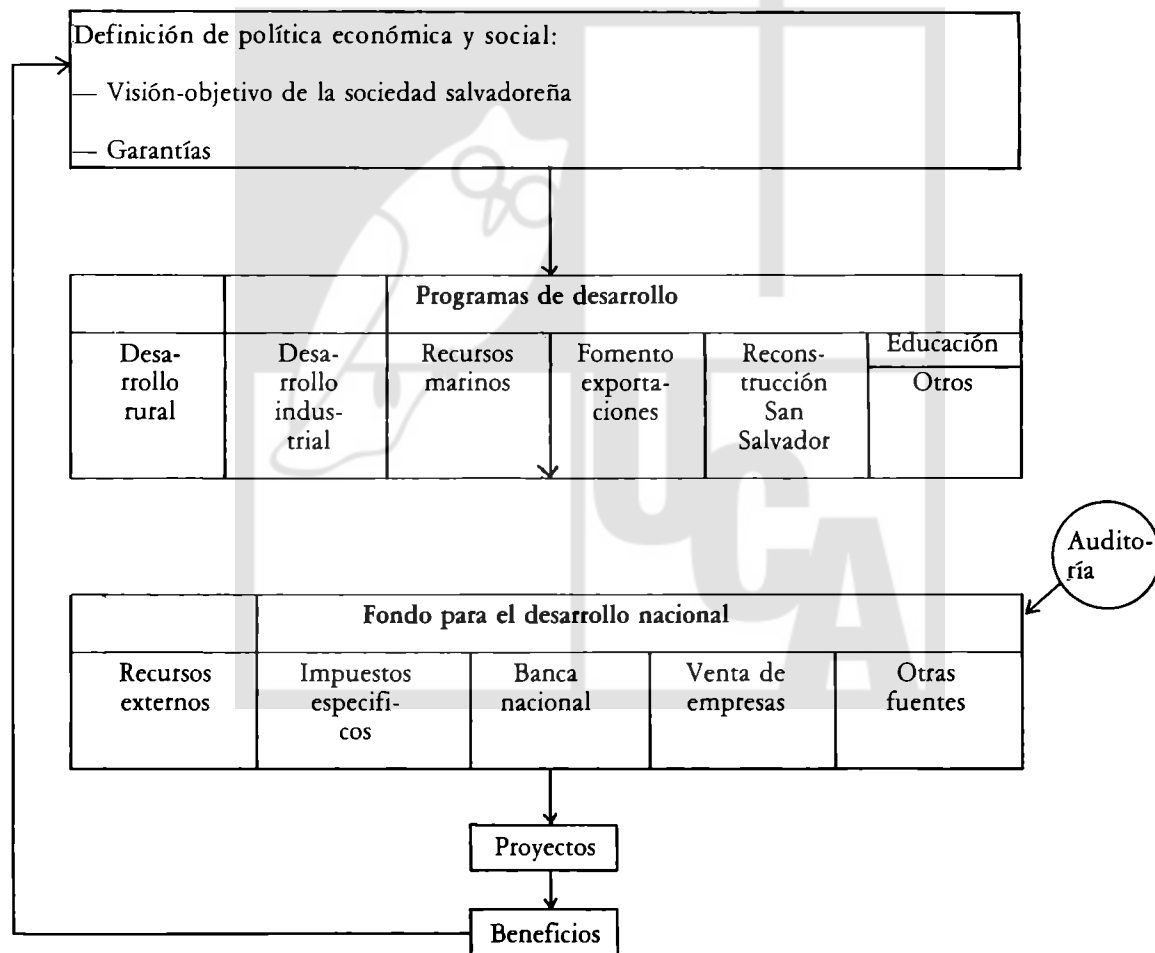 Definición de política económica y social:
— Visión-objetivo de la sociedad salvadoreña
— Garantías
Programas de desarrollo
Desa-
rrollo
rural
Desa-
rrollo
indus-
trial
Recursos
marinos
Fomento
exporta-
ciones
Recons-
trucción
San
Salvador
Educación
Otros
Audito-
ría
Fondo para el desarrollo nacional
Recursos
externos
Impuestos
especifi-
cos
Banca
nacional
Venta de
empresas
Otras
fuentes
Proyectos
Beneficios
UCA